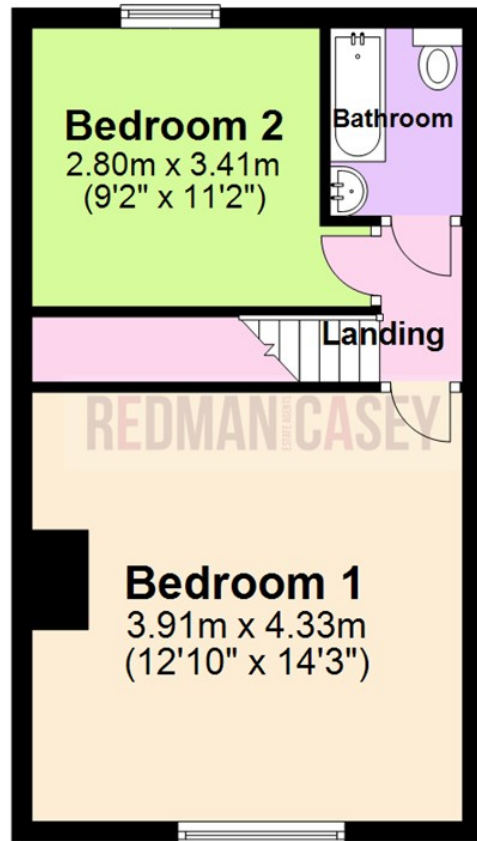 Bedroom 2
2.80m x 3.41m
(9'2" x 11'2")
Bathroom
Landing
REDMAN CASEY
ESTATE AGENTS
Bedroom 1
3.91m x 4.33m
(12'10" x 14'3")